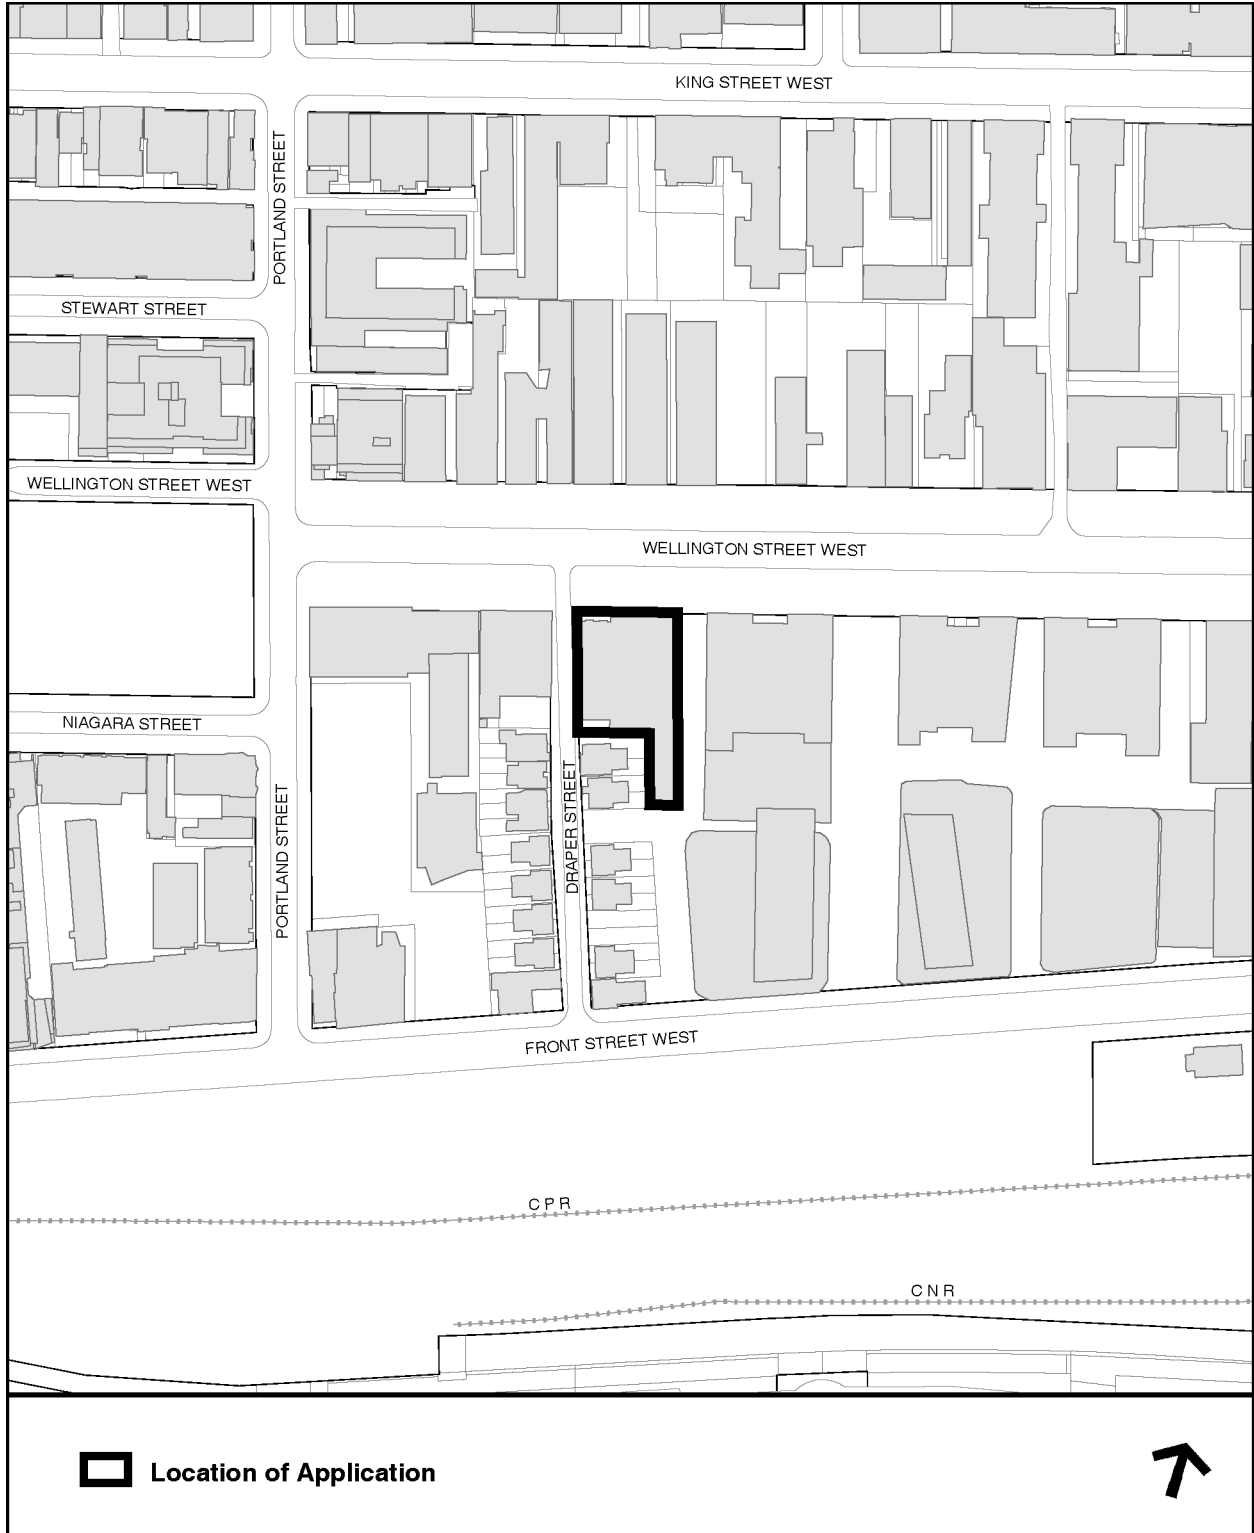 KING STREET WEST
PORTLAND STREET
STEWART STREET
WELLINGTON STREET WEST
WELLINGTON STREET WEST
NIAGARA STREET
PORTLAND STREET
DRAPER STREET
FRONT STREET WEST
CPR
CNR
Location of Application